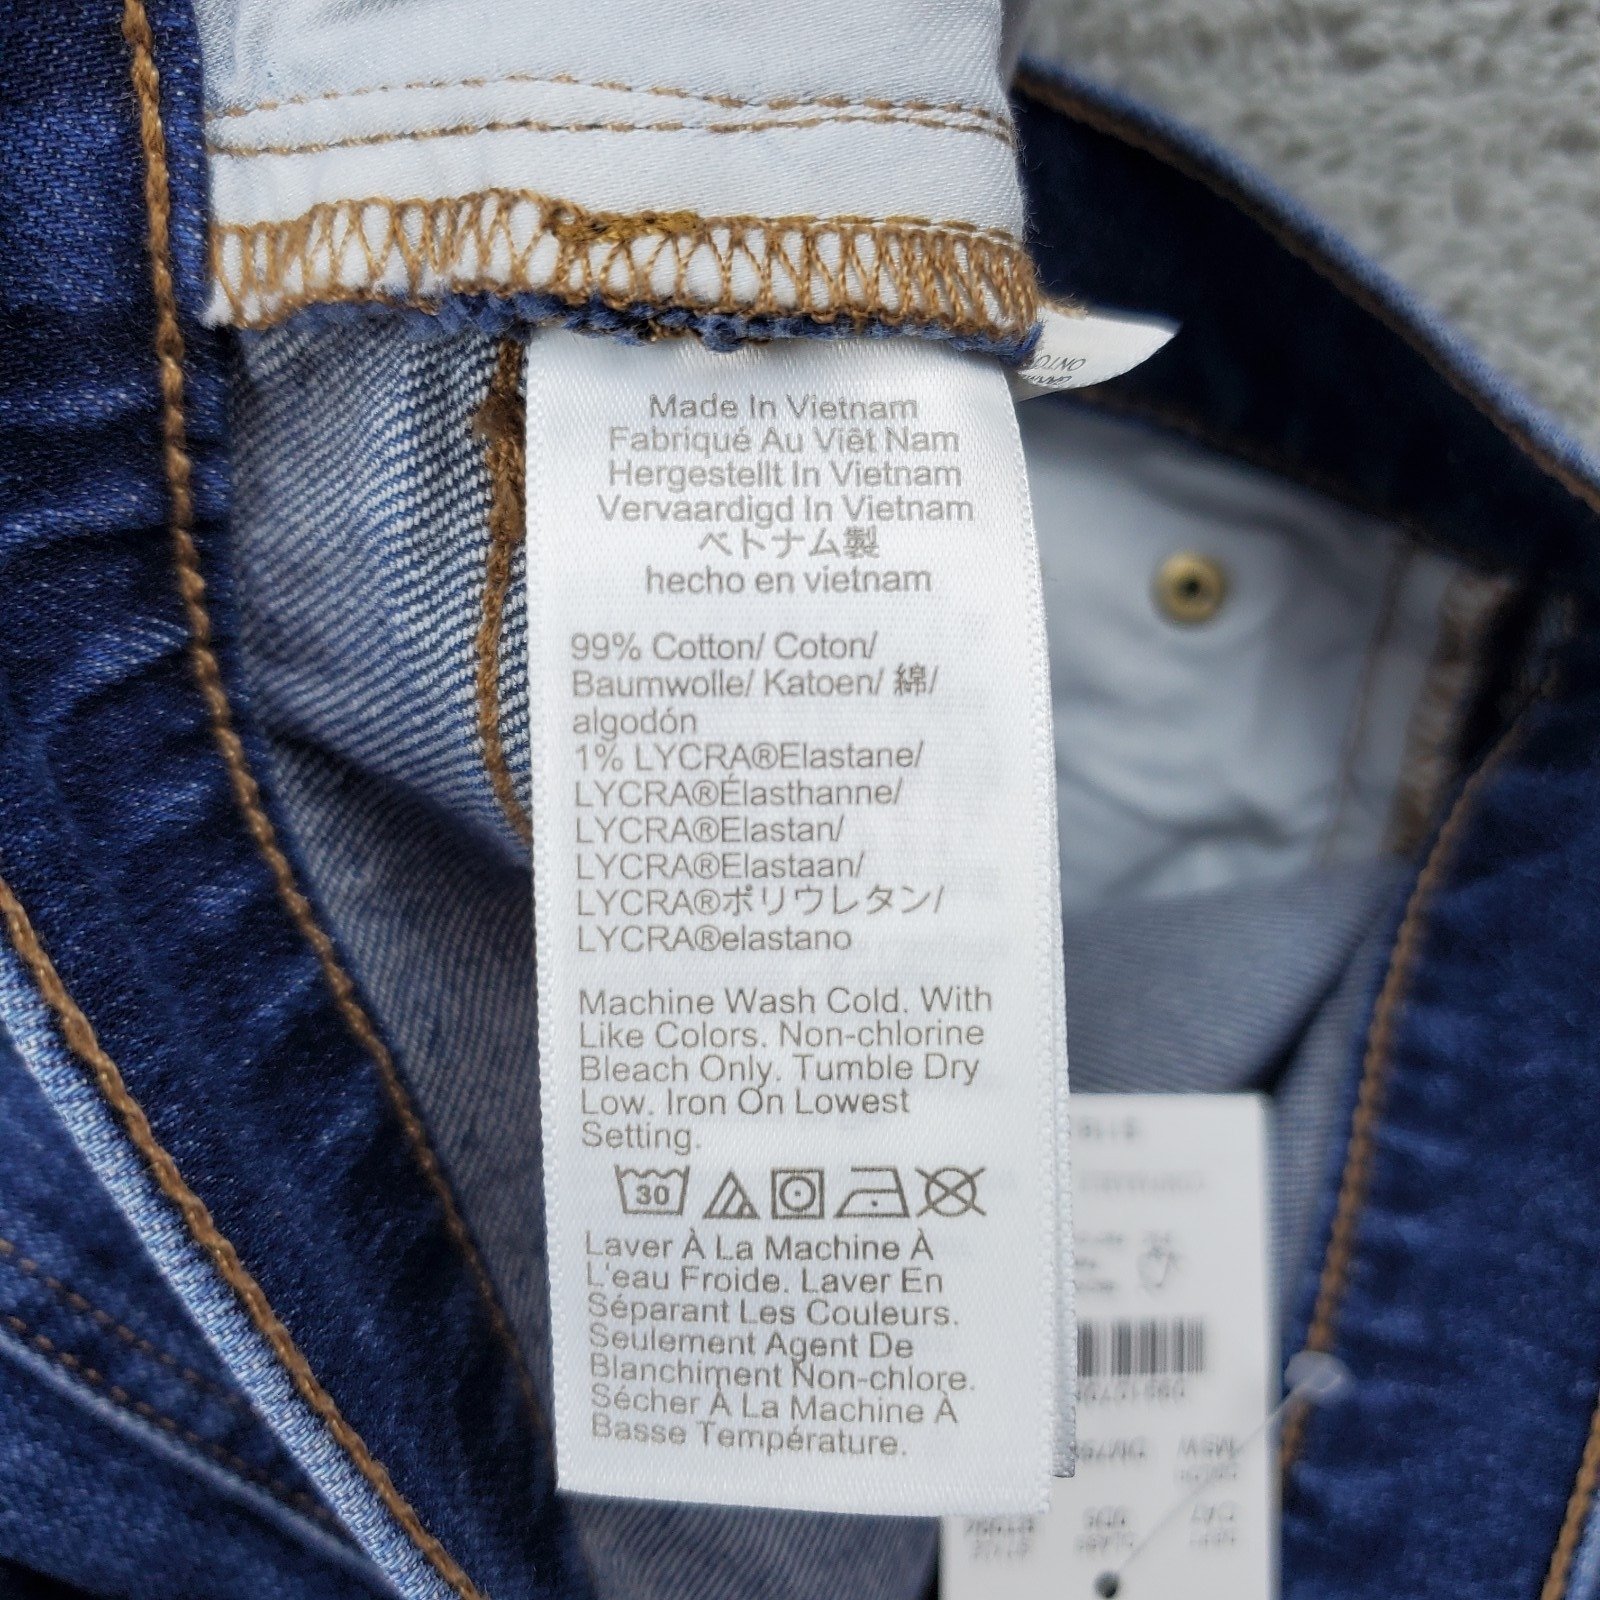 Made In Vietnam
Fabriqué Au Viêt Nam
Hergestellt In Vietnam
Vervaardigd In Vietnam
ベトナム製
hecho en vietnam
99% Cotton/ Coton/
Baumwolle/ Katoen/ 綿/
algodón
1% LYCRA®Elastane/
LYCRA®Élasthanne/
LYCRA®Elastan/
LYCRA®Elastaan/
LYCRA®ポリウレタン/
LYCRA®elastano
Machine Wash Cold. With
Like Colors. Non-chlorine
Bleach Only. Tumble Dry
Low. Iron On Lowest
Setting.
30
Laver À La Machine À
L'eau Froide. Laver En
Séparant Les Couleurs.
Seulement Agent De
Blanchiment Non-chlore.
Sécher À La Machine À
Basse Température.